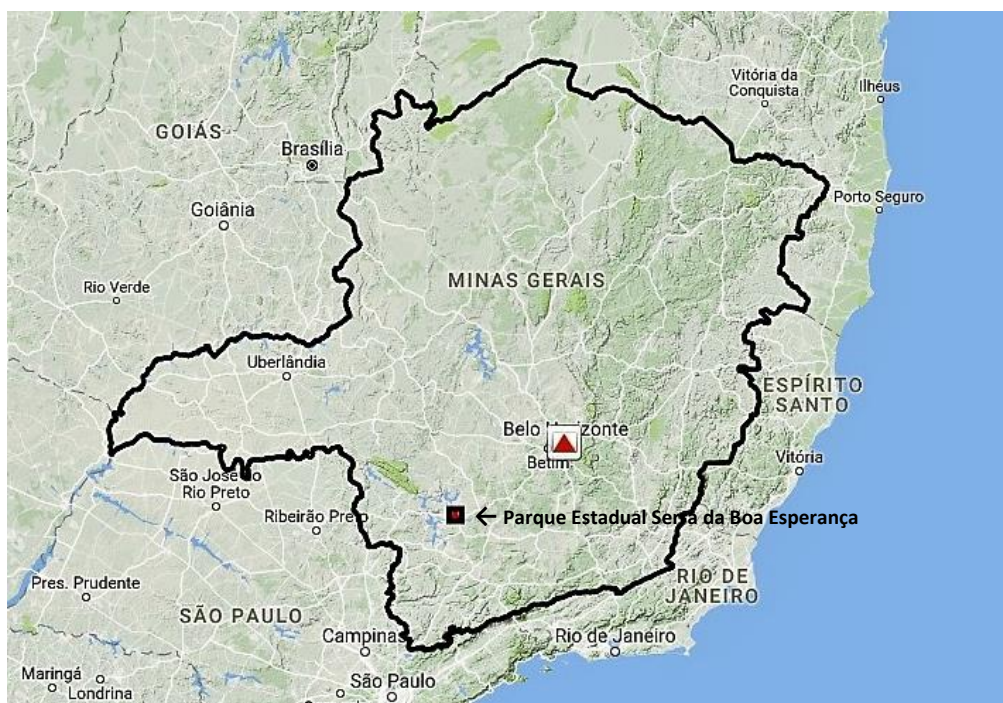 Vitória da
Conquista
Ilhéus
GOIÁS
Brasília
Goiânia
Porto Seguro
MINAS GERAIS
Rio Verde
Uberlândia
ESPÍRITO
SANTO
Belo Horizonte
Betim
Vitória
São José do
Rio Preto
Ribeirão Preto
← Parque Estadual Serra da Boa Esperança
Pres. Prudente
RIO DE
JANEIRO
SÃO PAULO
Campinas
Rio de Janeiro
Maringá
Londrina
São Paulo